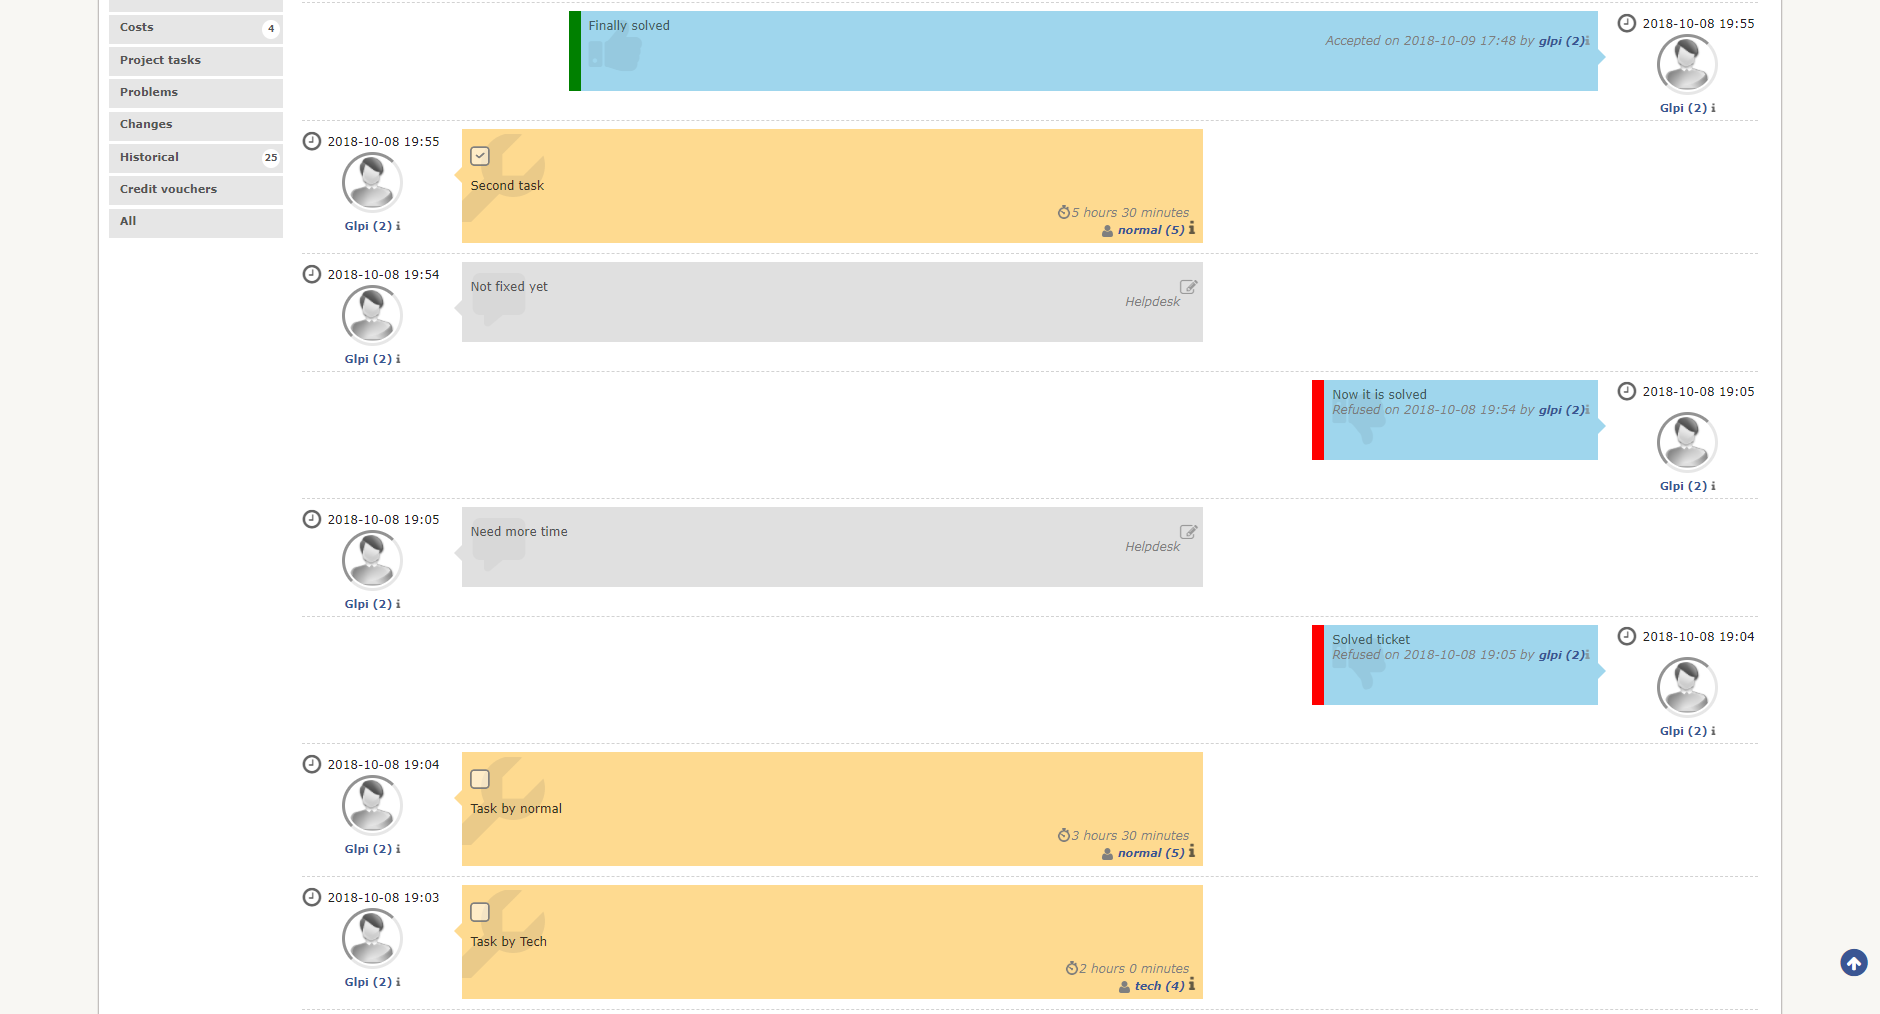 Costs 4
Project tasks
Problems
Changes
Historical 25
Credit vouchers
All
Finally solved
Accepted on 2018-10-09 17:48 by glpi (2)
2018-10-08 19:55
Glpi (2)
2018-10-08 19:55
Glpi (2)
Second task
5 hours 30 minutes
normal (5)
2018-10-08 19:54
Glpi (2)
Not fixed yet
Helpdesk
Now it is solved
Refused on 2018-10-08 19:54 by glpi (2)
2018-10-08 19:05
Glpi (2)
2018-10-08 19:05
Glpi (2)
Need more time
Helpdesk
Solved ticket
Refused on 2018-10-08 19:05 by glpi (2)
2018-10-08 19:04
Glpi (2)
2018-10-08 19:04
Glpi (2)
Task by normal
3 hours 30 minutes
normal (5)
2018-10-08 19:03
Glpi (2)
Task by Tech
2 hours 0 minutes
tech (4)